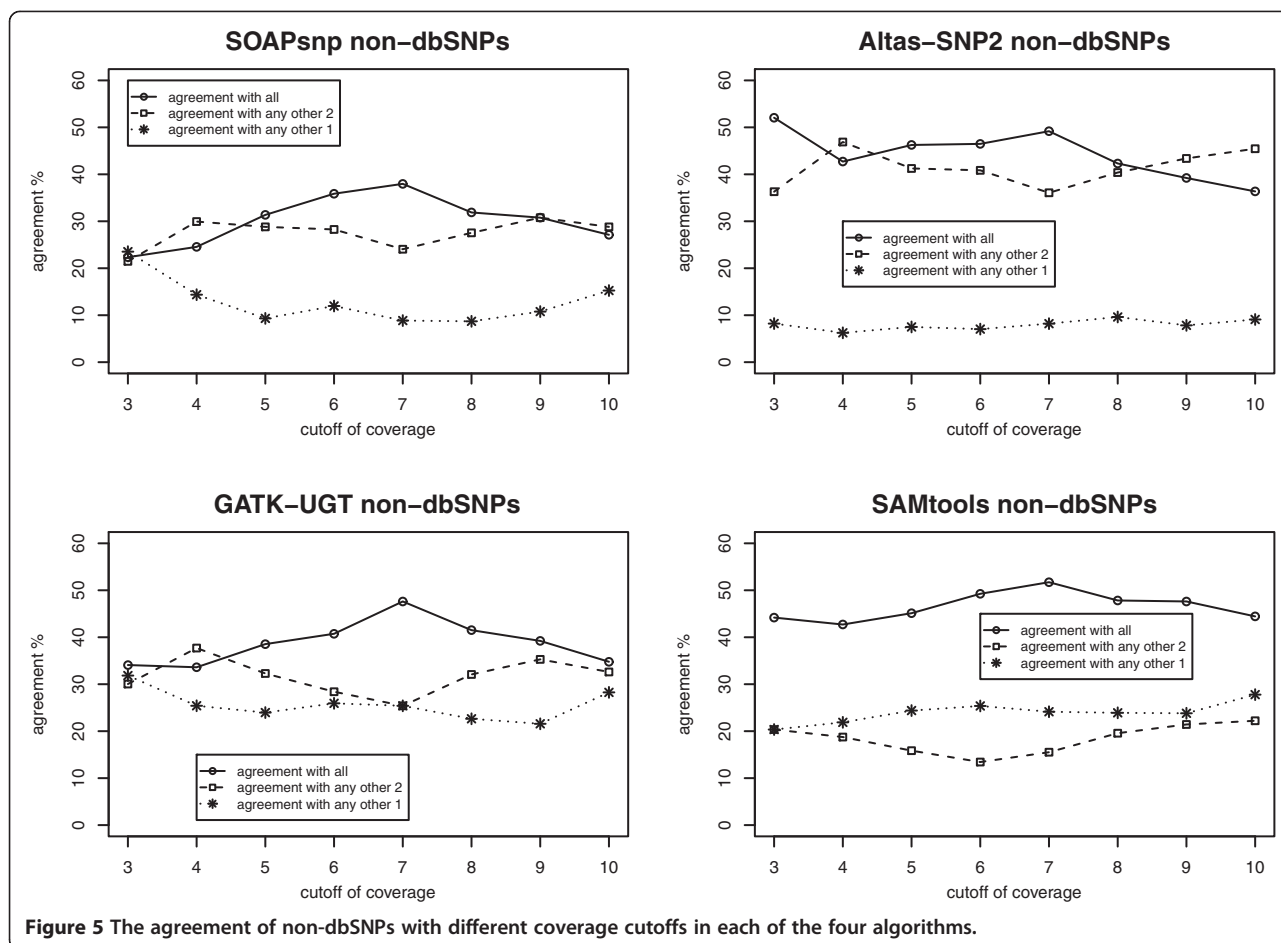 SOAPsnp non−dbSNPs
agreement %
0 10 20 30 40 50 60
agreement with all
agreement with any other 2
agreement with any other 1
3 4 5 6 7 8 9 10
cutoff of coverage
Altas−SNP2 non−dbSNPs
agreement %
0 10 20 30 40 50 60
agreement with all
agreement with any other 2
agreement with any other 1
3 4 5 6 7 8 9 10
cutoff of coverage
GATK−UGT non−dbSNPs
agreement %
0 10 20 30 40 50 60
agreement with all
agreement with any other 2
agreement with any other 1
3 4 5 6 7 8 9 10
cutoff of coverage
SAMtools non−dbSNPs
agreement %
0 10 20 30 40 50 60
agreement with all
agreement with any other 2
agreement with any other 1
3 4 5 6 7 8 9 10
cutoff of coverage
Figure 5 The agreement of non-dbSNPs with different coverage cutoffs in each of the four algorithms.